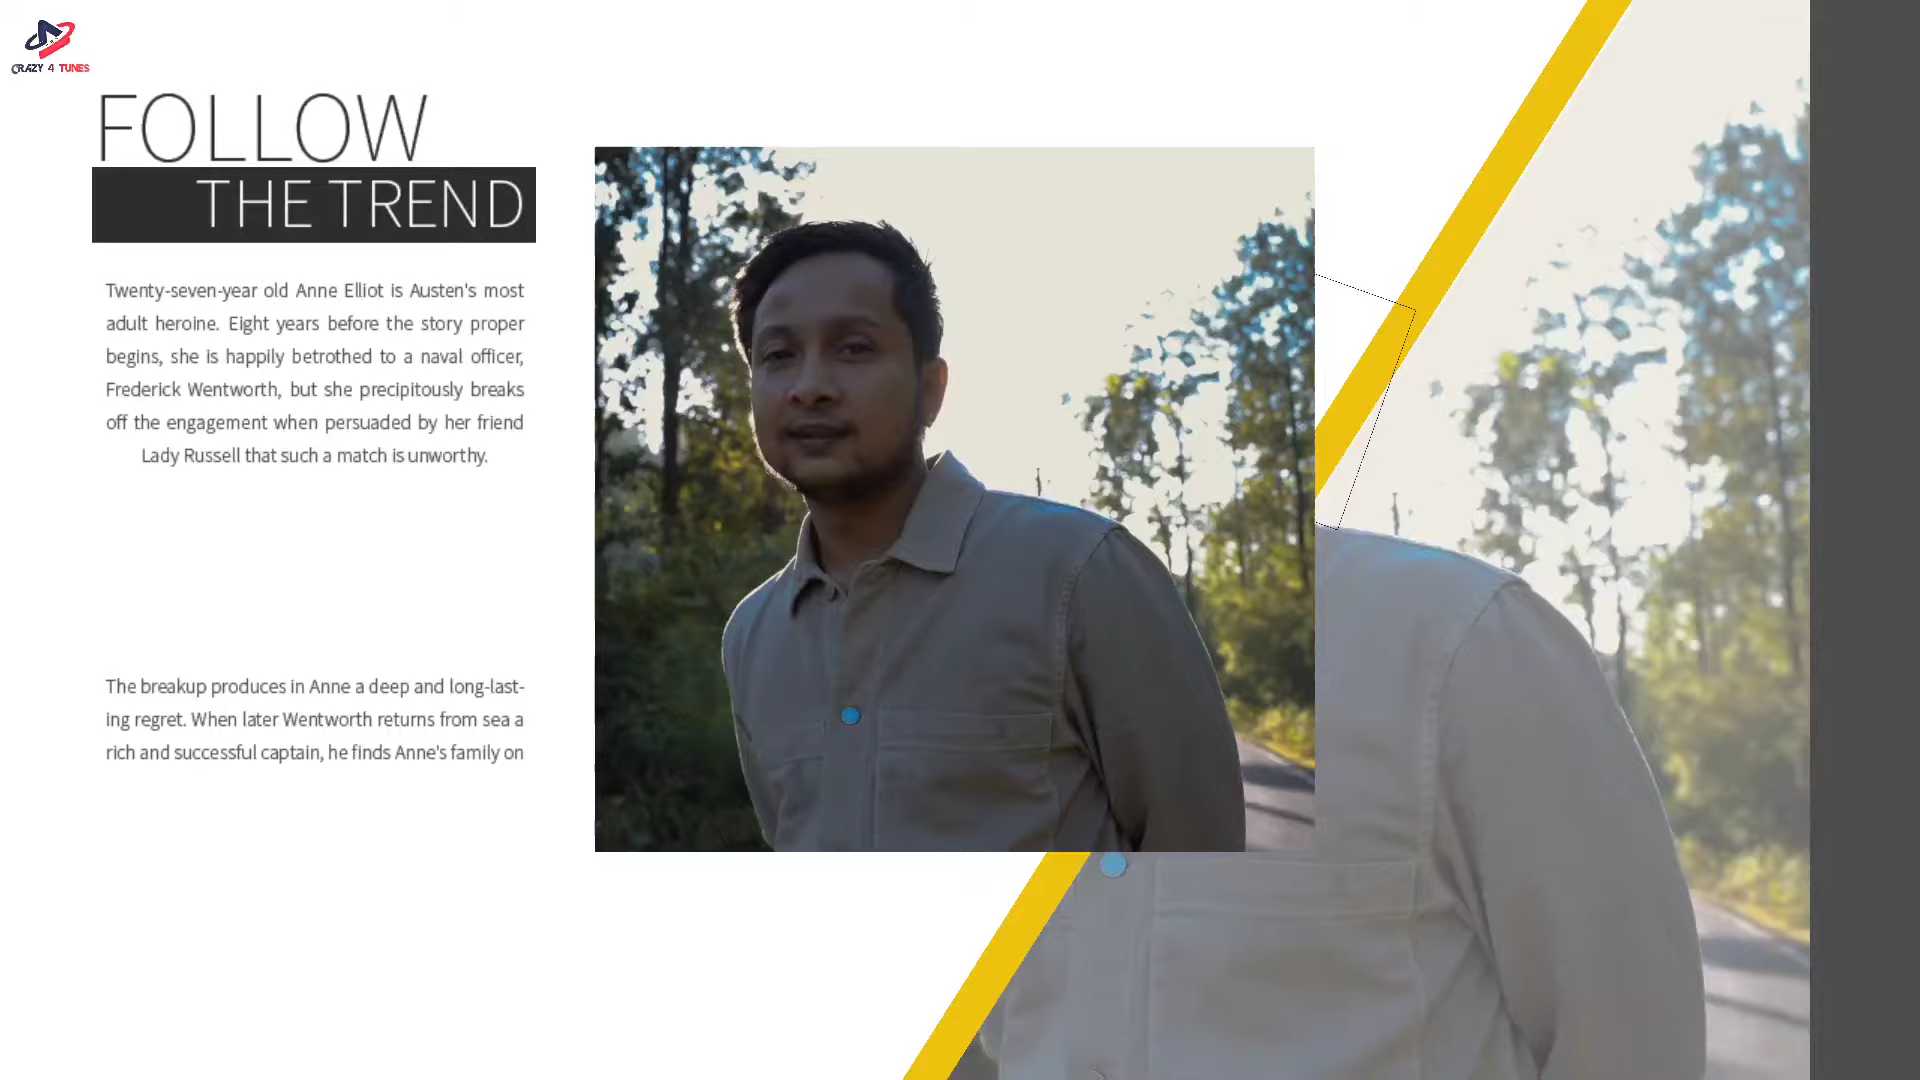 CRAZY 4 TUNES
FOLLOW
THE TREND
Twenty-seven-year old Anne Elliot is Austen's most
adult heroine. Eight years before the story proper
begins, she is happily betrothed to a naval officer,
Frederick Wentworth, but she precipitously breaks
off the engagement when persuaded by her friend
Lady Russell that such a match is unworthy.
The breakup produces in Anne a deep and long-last-
ing regret. When later Wentworth returns from sea a
rich and successful captain, he finds Anne's family on